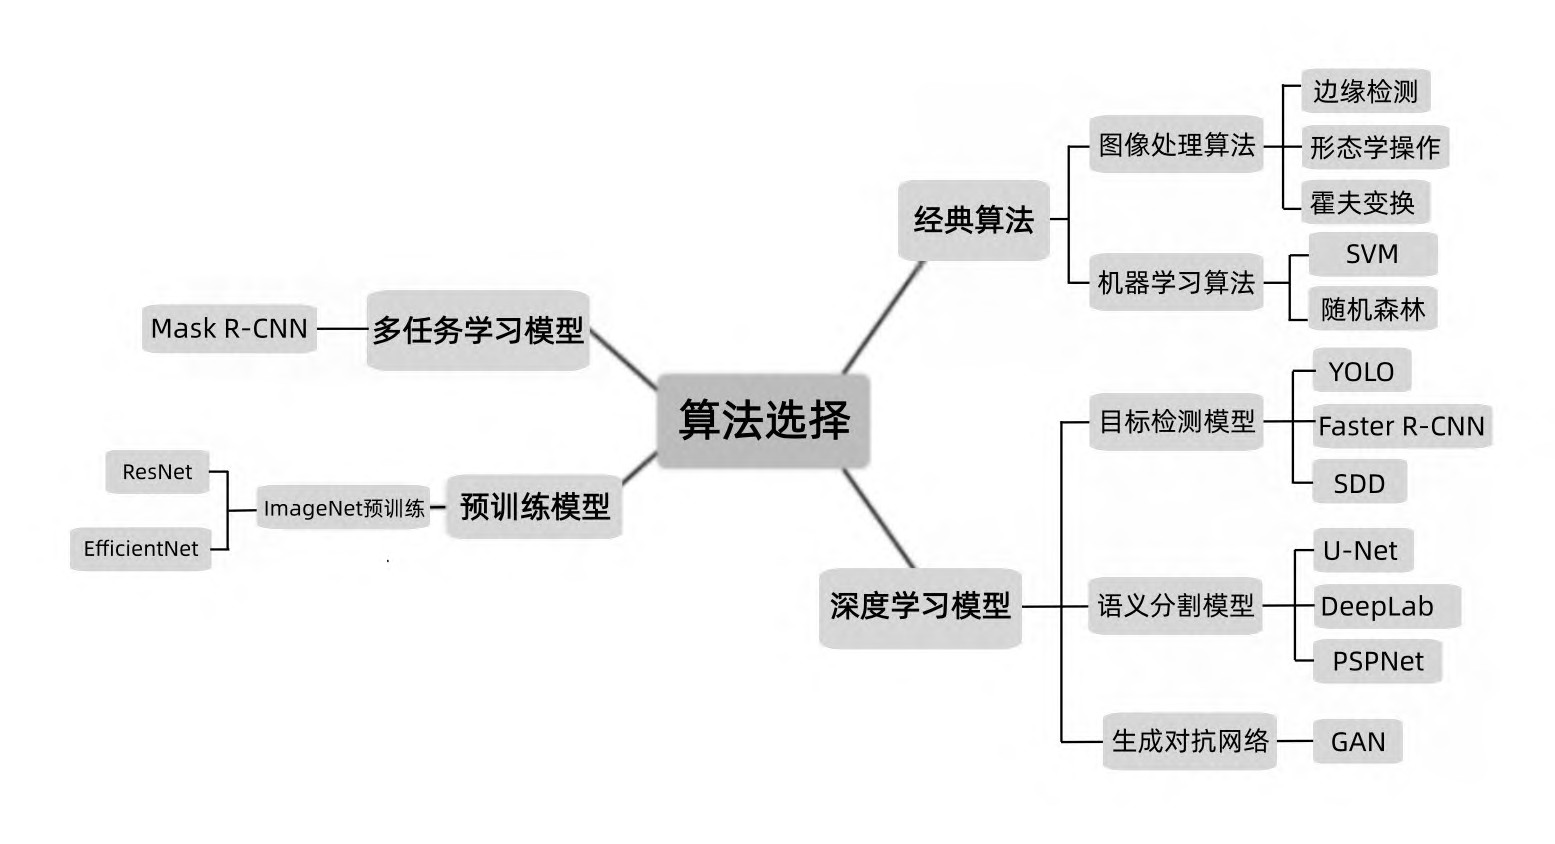 算法选择
经典算法
图像处理算法
边缘检测
形态学操作
霍夫变换
机器学习算法
SVM
随机森林
深度学习模型
目标检测模型
YOLO
Faster R-CNN
SDD
语义分割模型
U-Net
DeepLab
PSPNet
生成对抗网络
GAN
多任务学习模型
Mask R-CNN
预训练模型
ImageNet预训练
ResNet
EfficientNet